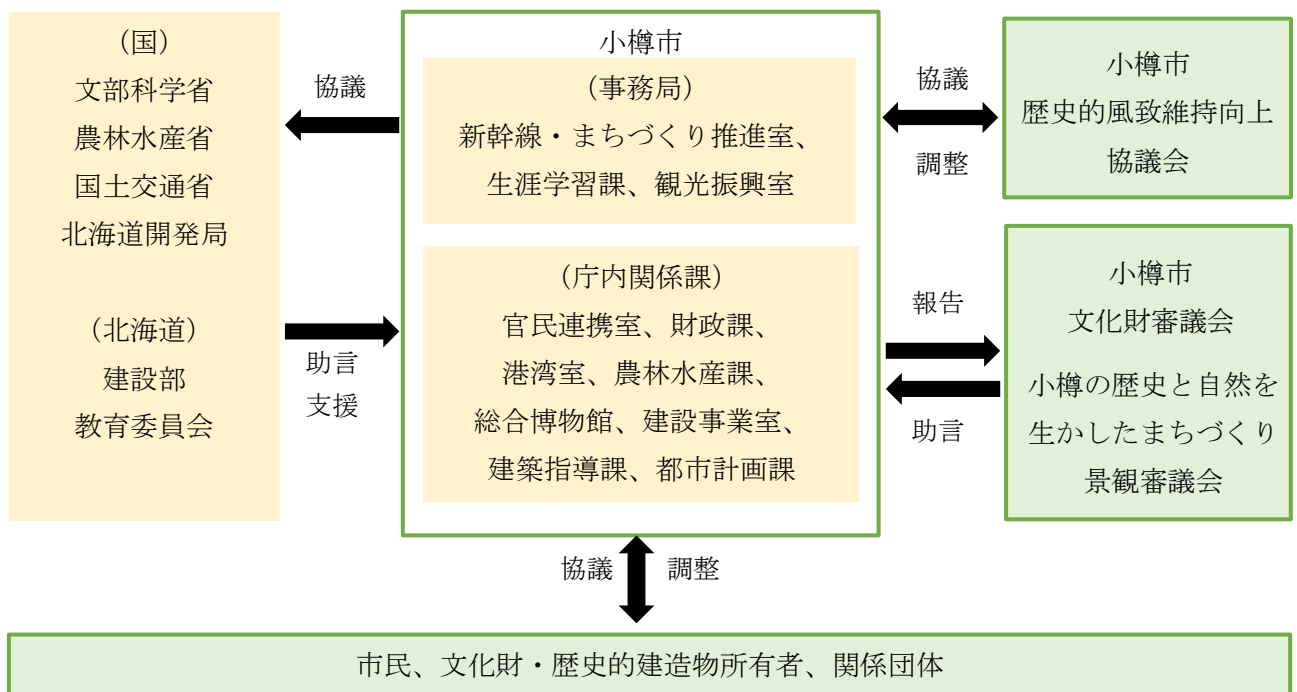 （国）
文部科学省
農林水産省
国土交通省
北海道開発局
（北海道）
建設部
教育委員会
協議
助言
支援
小樽市
（事務局）
新幹線・まちづくり推進室、
生涯学習課、観光振興室
（庁内関係課）
官民連携室、財政課、
港湾室、農林水産課、
総合博物館、建設事業室、
建築指導課、都市計画課
協議
調整
小樽市
歴史的風致維持向上
協議会
報告
助言
小樽市
文化財審議会
小樽の歴史と自然を
生かしたまちづくり
景観審議会
協議 調整
市民、文化財・歴史的建造物所有者、関係団体